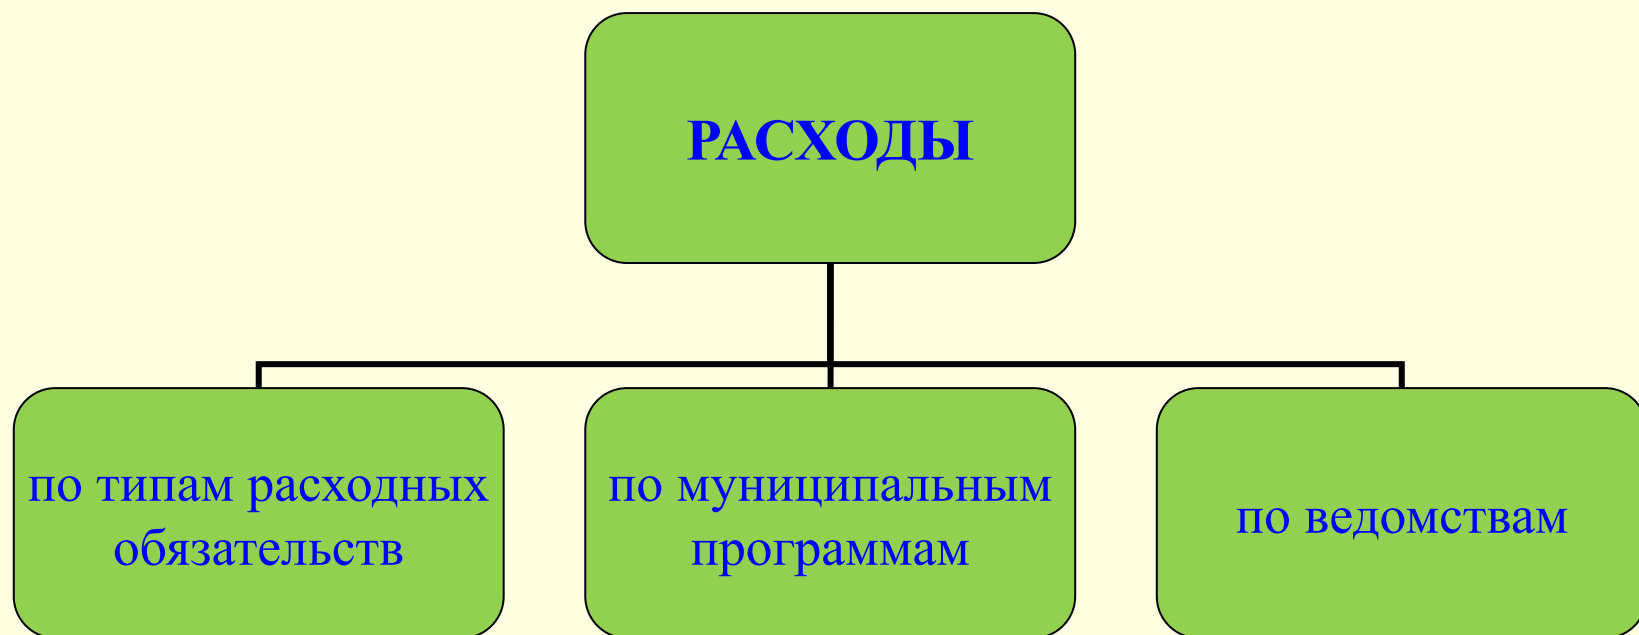 РАСХОДЫ
по типам расходных
обязательств
по муниципальным
программам
по ведомствам